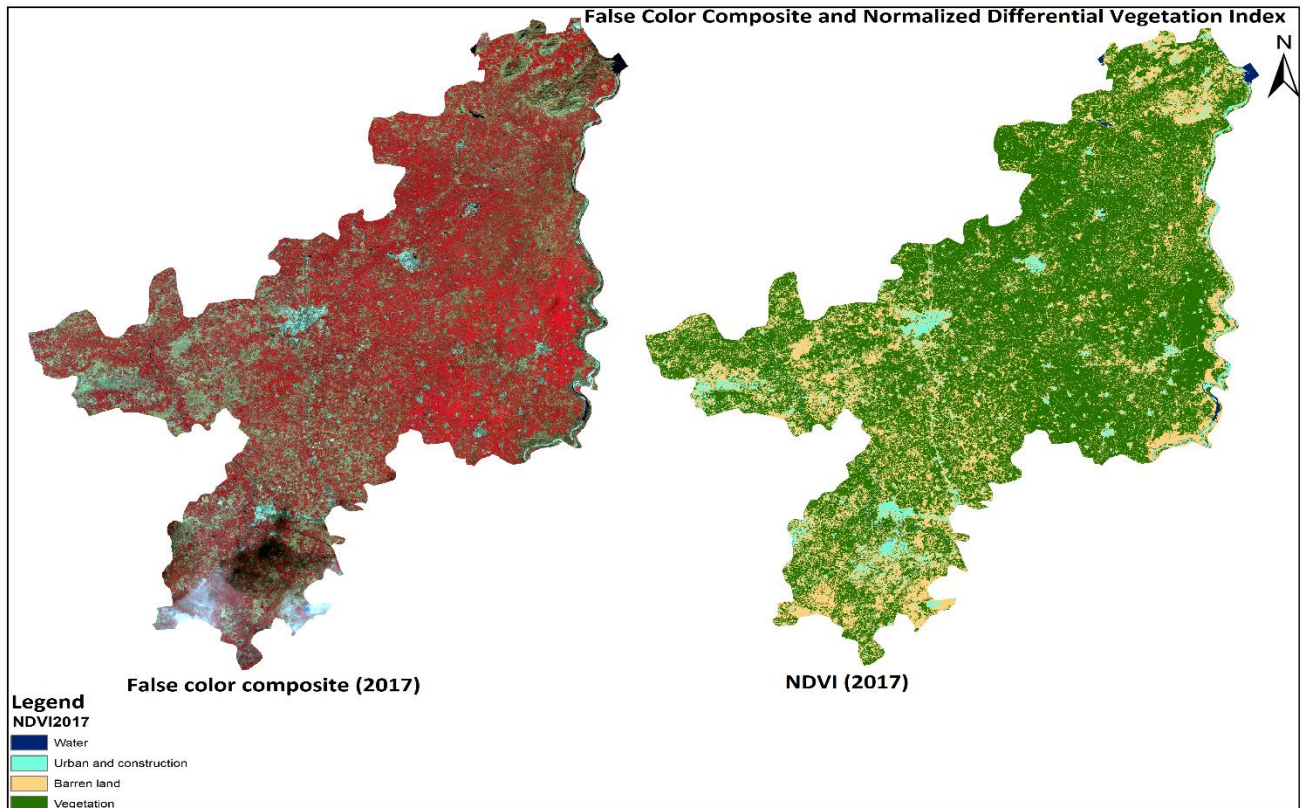 False Color Composite and Normalized Differential Vegetation Index
N
False color composite (2017)
NDVI (2017)
Legend
NDVI2017
Water
Urban and construction
Barren land
Vegetation